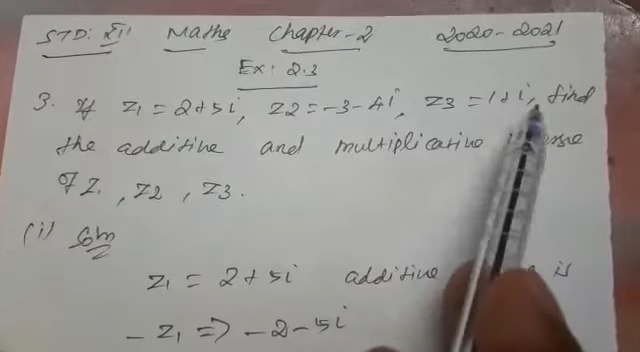 STD: XII Maths Chapter-2 2020-2021
Ex: 2.3
3. If Z1 = 2+5i, Z2 = -3-4i, Z3 = 1+i, find
the additive and multiplicative
of Z1, Z2, Z3.
(i) Soln
Z1 = 2+5i additive is
-Z1 => -2-5i